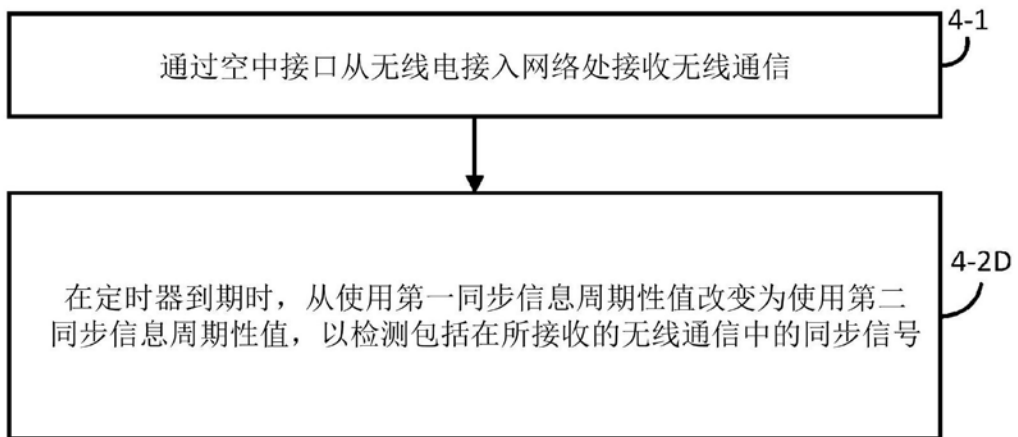 4-1
通过空中接口从无线电接入网络处接收无线通信
4-2D
在定时器到期时，从使用第一同步信息周期性值改变为使用第二
同步信息周期性值，以检测包括在所接收的无线通信中的同步信号